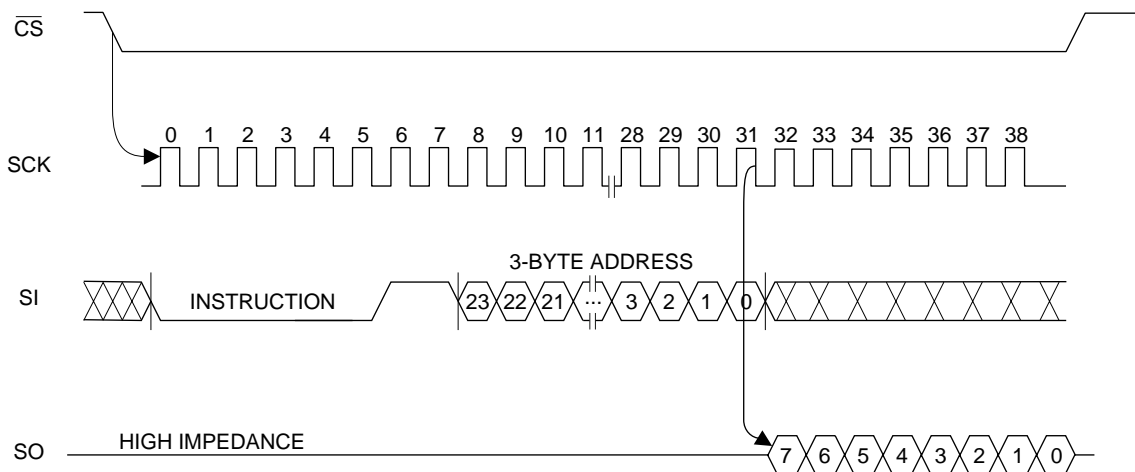 CS
0 1 2 3 4 5 6 7 8 9 10 11 28 29 30 31 32 33 34 35 36 37 38
SCK
3-BYTE ADDRESS
SI
INSTRUCTION
23 22 21 ... 3 2 1 0
HIGH IMPEDANCE
SO
7 6 5 4 3 2 1 0